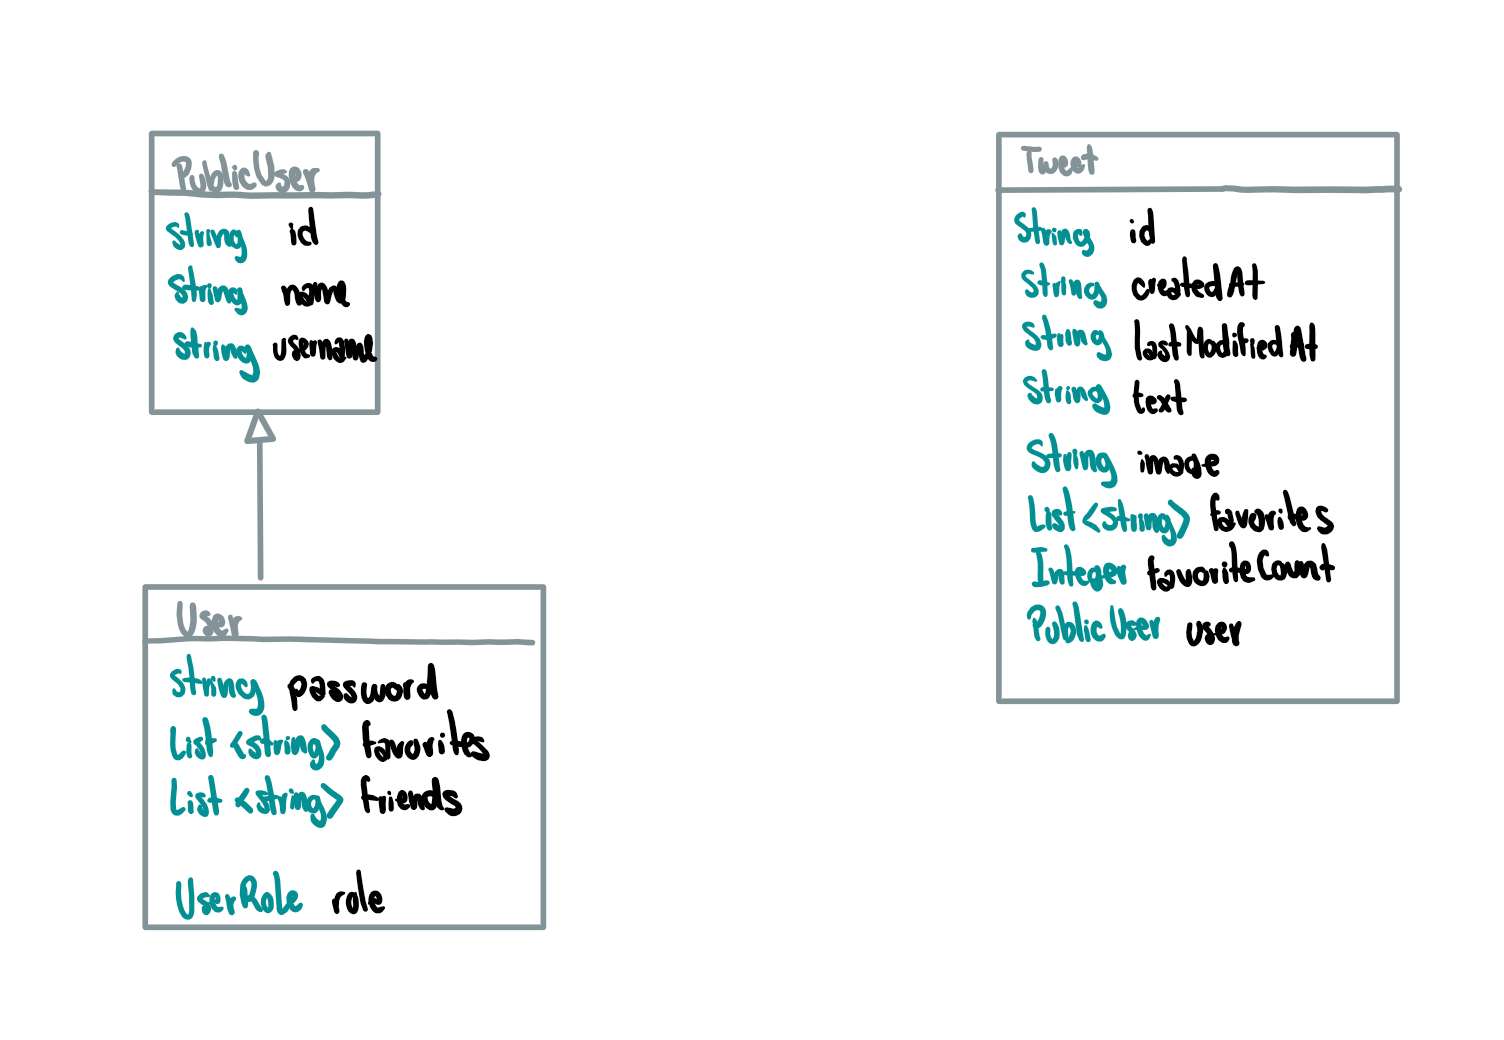 PublicUser
String id
String name
String username
User
String password
List <String> favorites
List <string> friends
UserRole role
Tweet
String id
String createdAt
String lastModifiedAt
String text
String image
List <String> favorites
Integer favoriteCount
PublicUser user